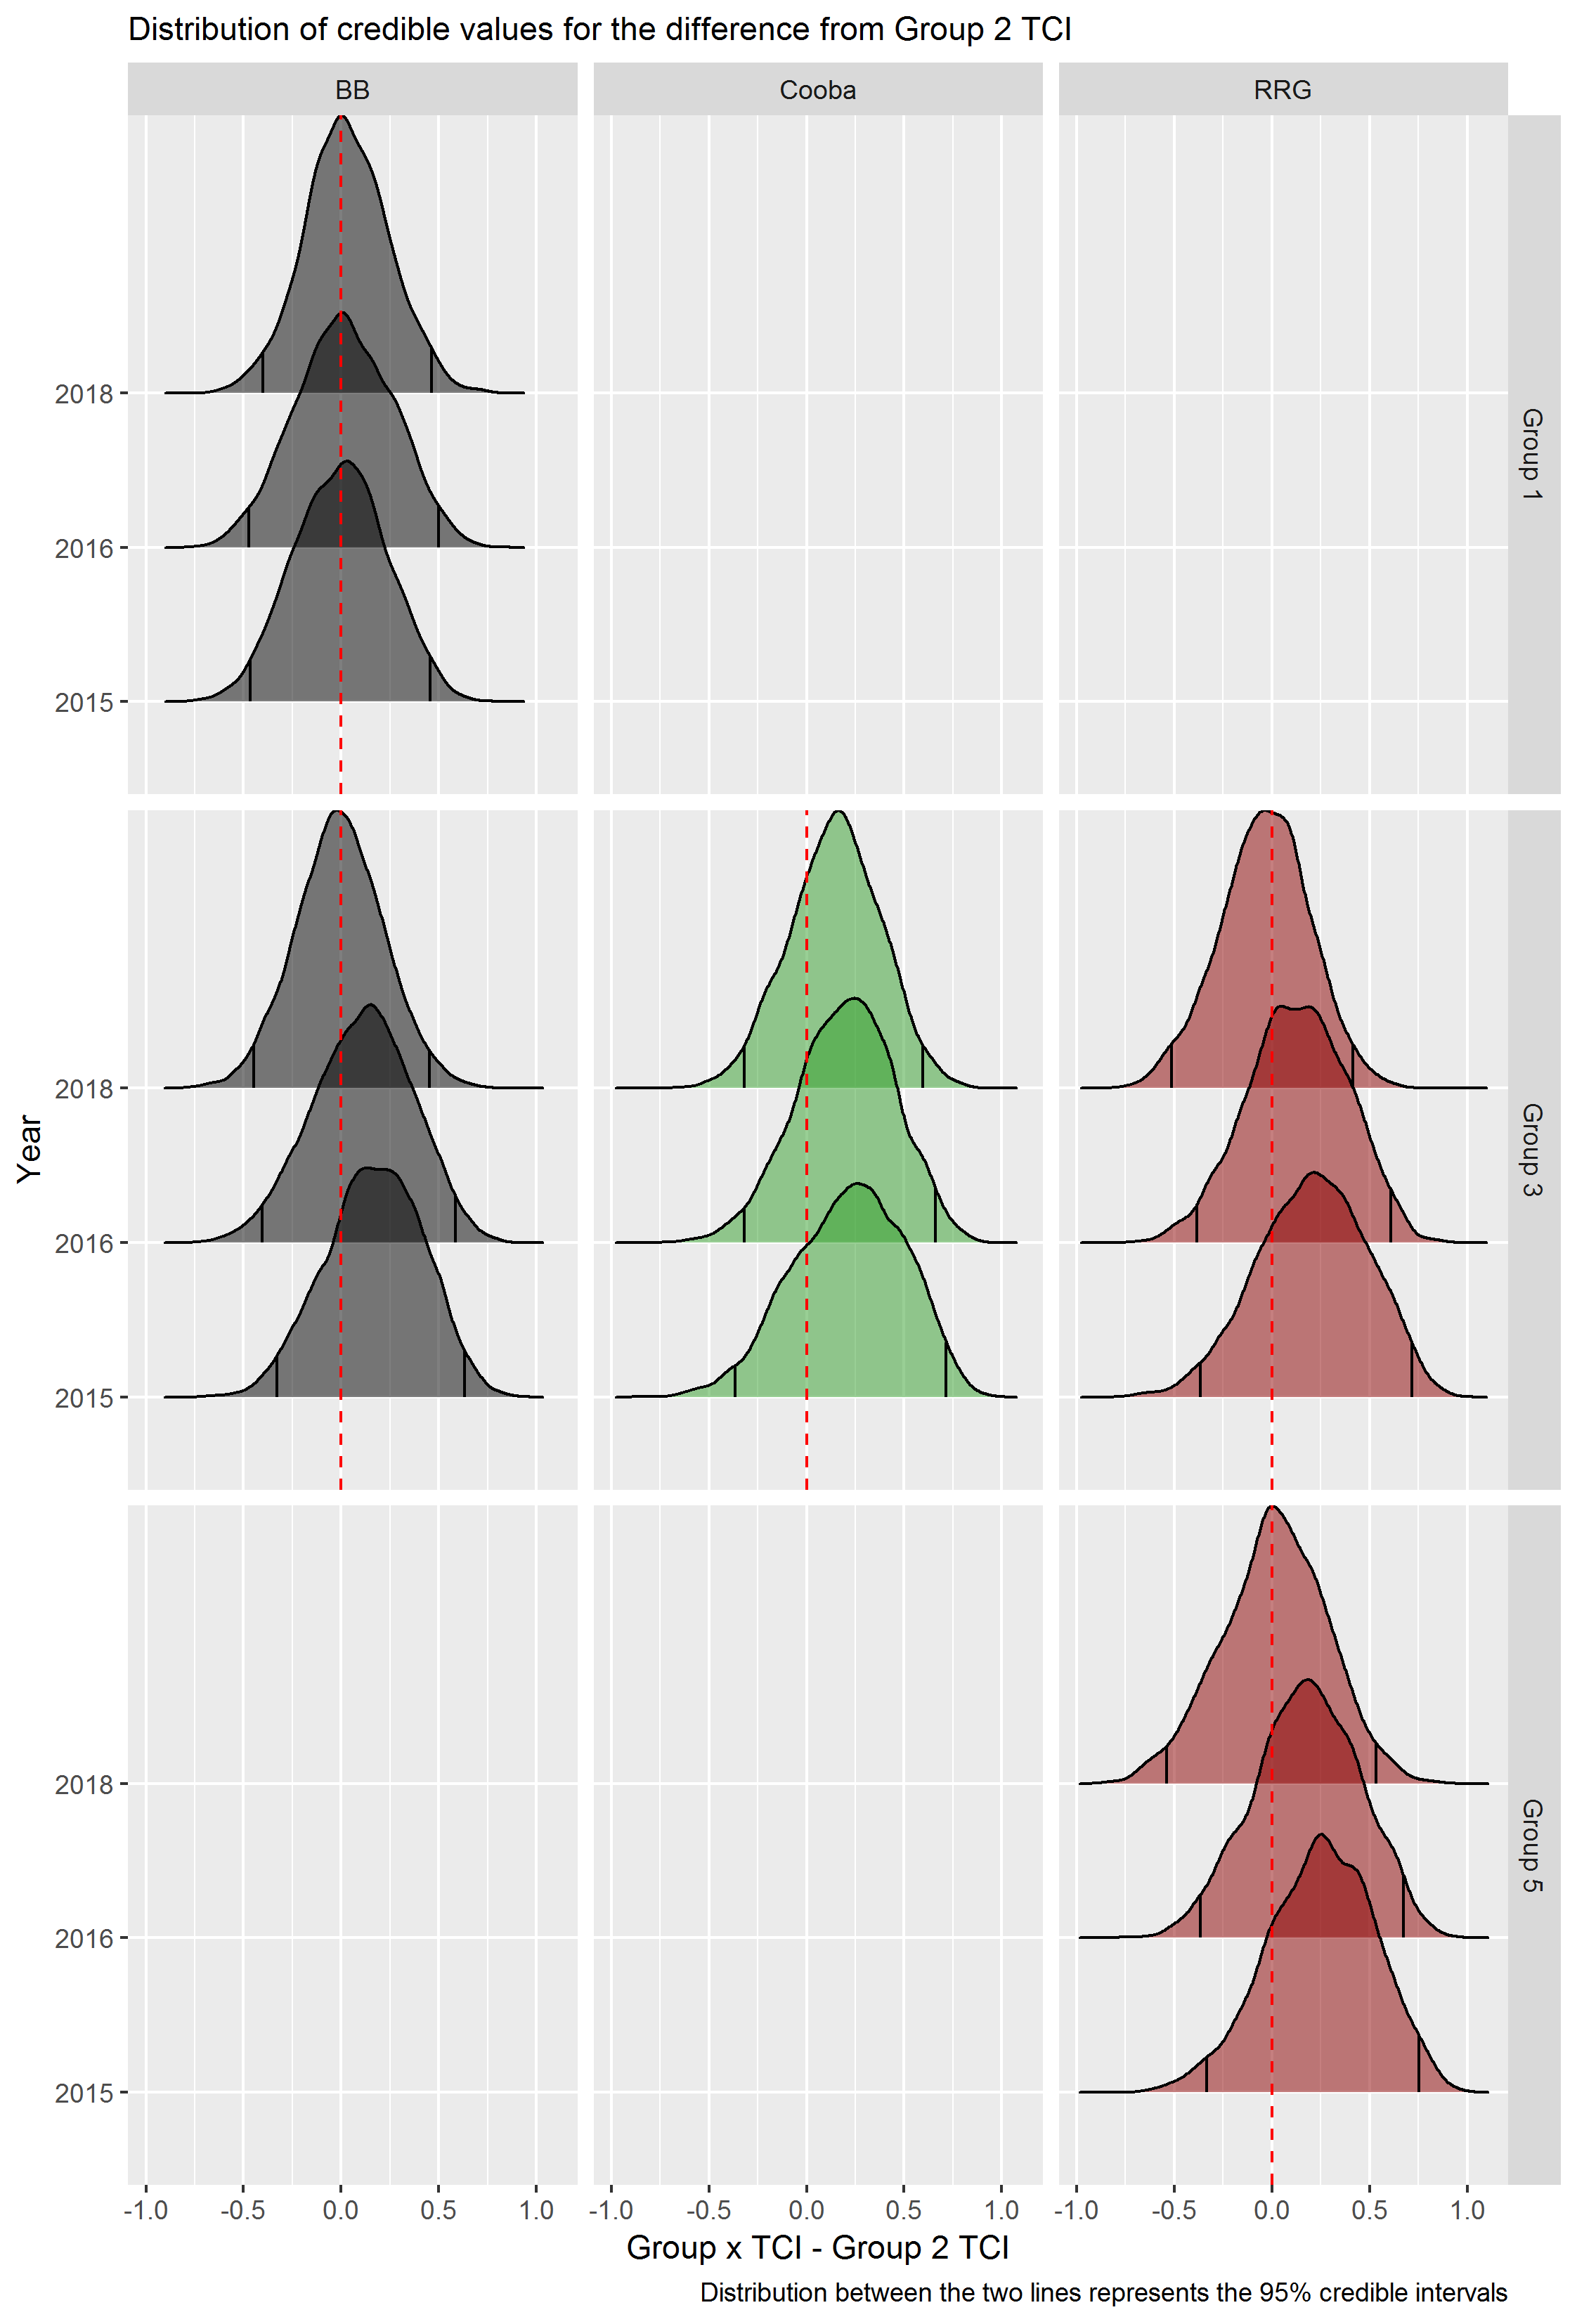 Distribution of credible values for the difference from Group 2 TCI
BB
Cooba
RRG
2018
2016
2015
Group 1
2018
2016
2015
Group 3
2018
2016
2015
Group 5
Year
-1.0 -0.5 0.0 0.5 1.0
-1.0 -0.5 0.0 0.5 1.0
-1.0 -0.5 0.0 0.5 1.0
Group x TCI - Group 2 TCI
Distribution between the two lines represents the 95% credible intervals